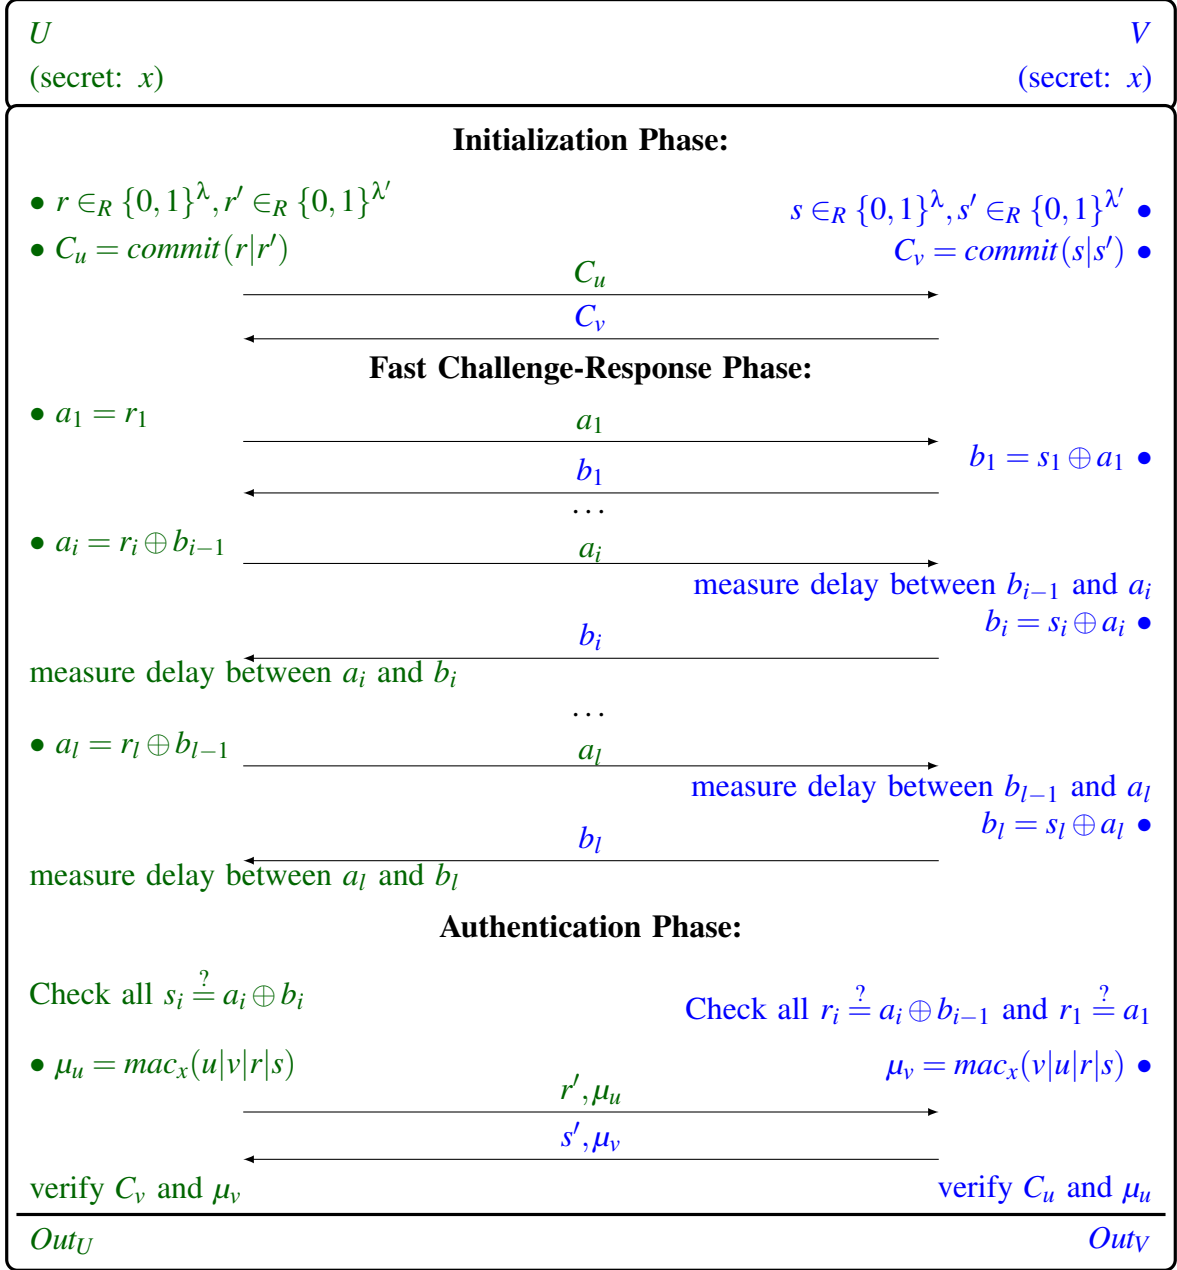 U V
(secret: x) (secret: x)
Initialization Phase:
• r ∈_R {0,1}^λ, r′ ∈_R {0,1}^λ′ s ∈_R {0,1}^λ, s′ ∈_R {0,1}^λ′ •
• C_u = commit(r|r′) C_v = commit(s|s′) •
C_u
C_v
Fast Challenge-Response Phase:
• a_1 = r_1
a_1
b_1 = s_1 ⊕ a_1 •
b_1
...
• a_i = r_i ⊕ b_{i−1}
a_i
measure delay between b_{i−1} and a_i
b_i = s_i ⊕ a_i •
b_i
measure delay between a_i and b_i
...
• a_l = r_l ⊕ b_{l−1}
a_l
measure delay between b_{l−1} and a_l
b_l = s_l ⊕ a_l •
b_l
measure delay between a_l and b_l
Authentication Phase:
Check all s_i ≟ a_i ⊕ b_i
Check all r_i ≟ a_i ⊕ b_{i−1} and r_1 ≟ a_1
• μ_u = mac_x(u|v|r|s) μ_v = mac_x(v|u|r|s) •
r′, μ_u
s′, μ_v
verify C_v and μ_v verify C_u and μ_u
Out_U Out_V